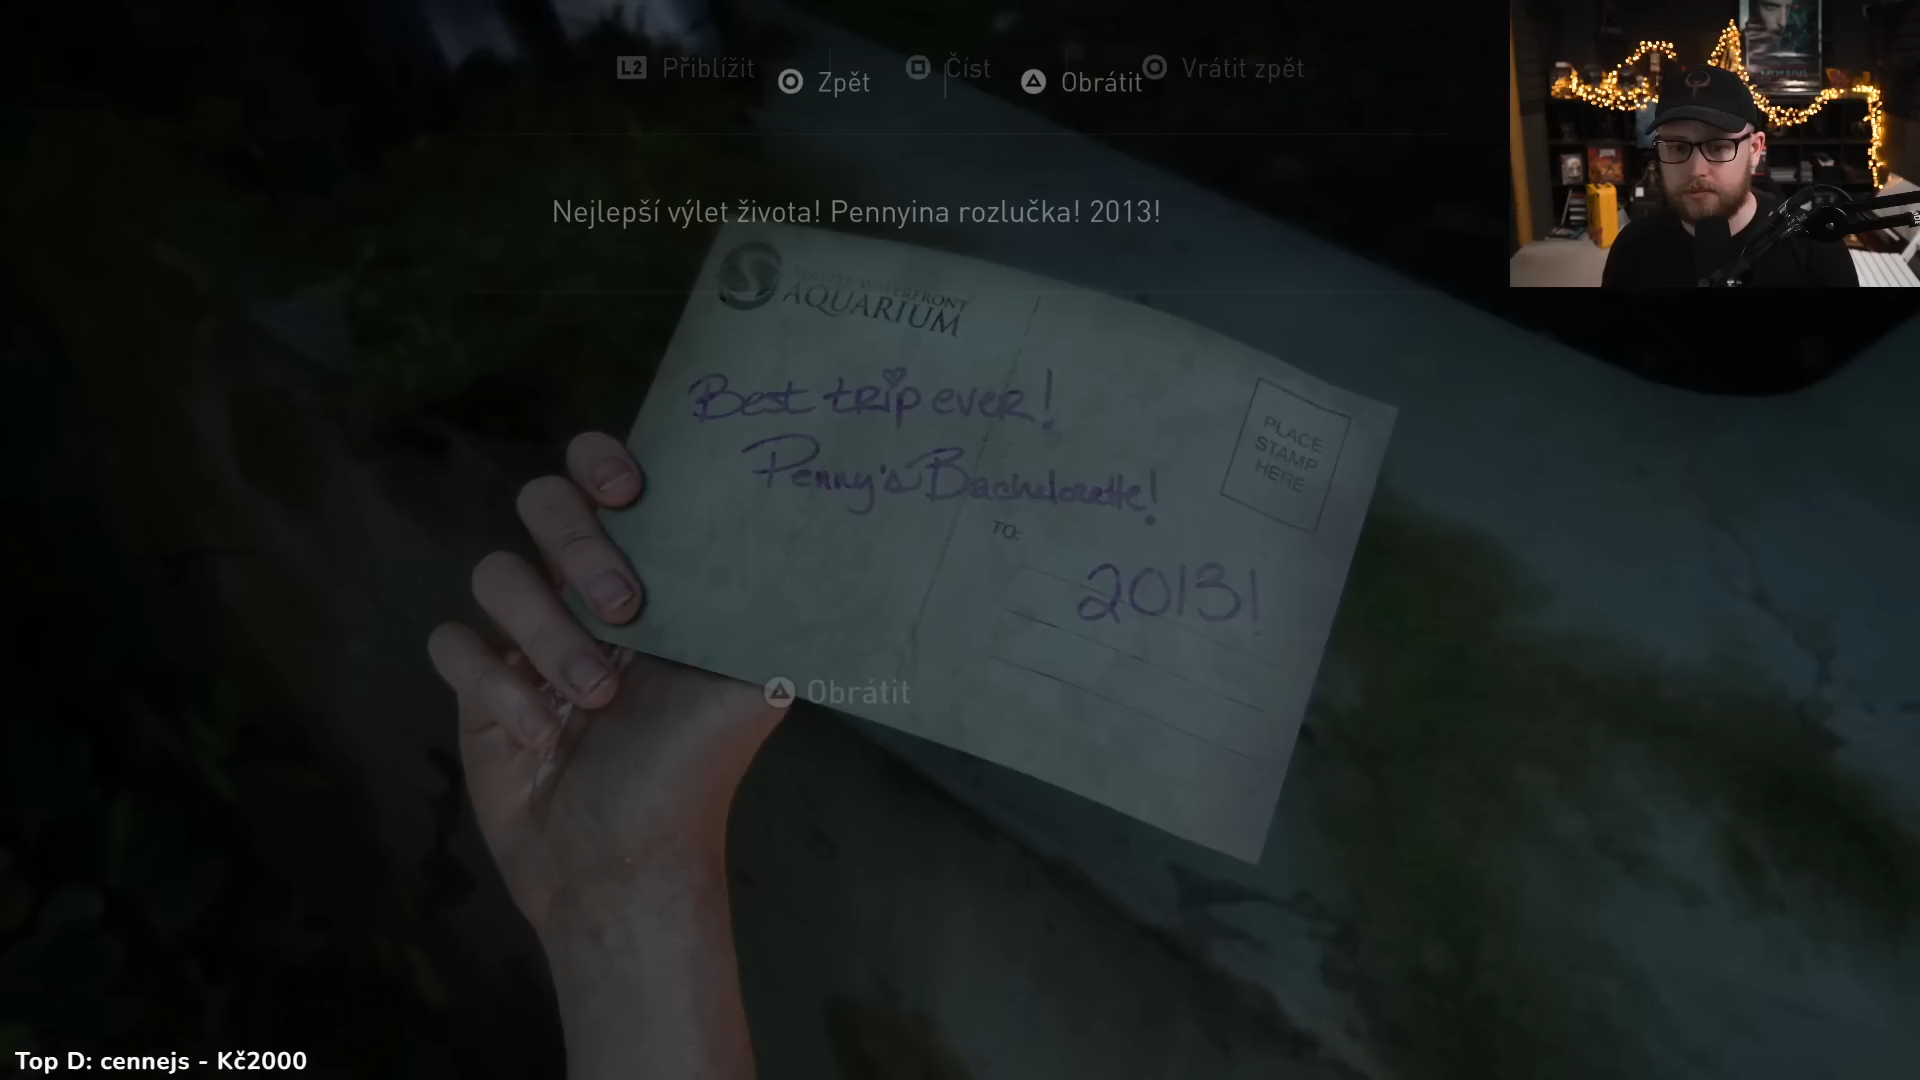 L2 Přiblížit
Číst
Vrátit zpět
Zpět
Obrátit
Nejlepší výlet života! Pennyina rozlučka! 2013!
WATERFRONT
AQUARIUM
Best trip ever!
Penny's Bachelorette!
PLACE
STAMP
HERE
TO:
2013!
Obrátit
Top D: cennejs - Kč2000